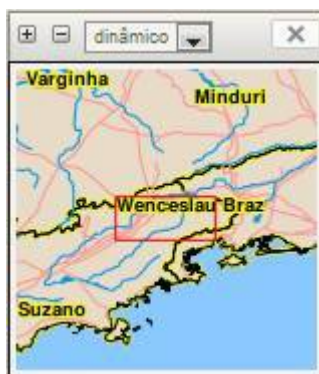 dinâmico
Varginha
Minduri
Wenceslau Braz
Suzano